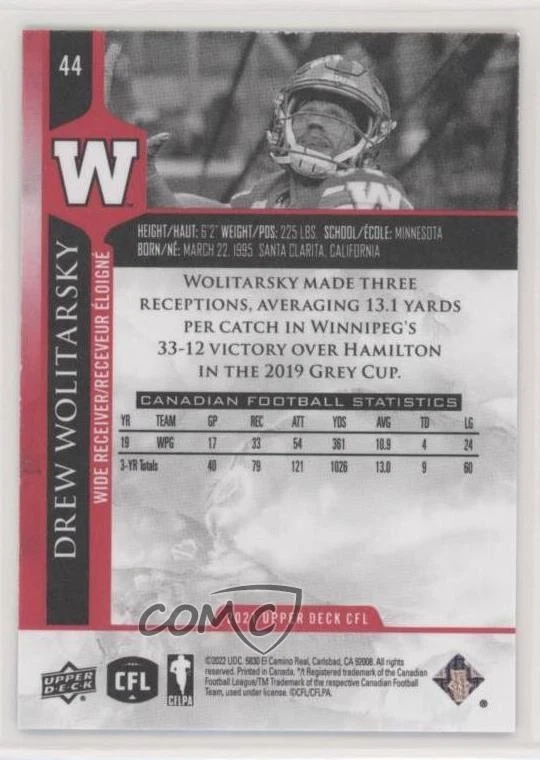 44
W
W
DREW WOLITARSKY
WIDE RECEIVER/RECEVEUR ÉLOIGNÉ
HEIGHT/HAUT: 6'2" WEIGHT/POS: 225 LBS. SCHOOL/ÉCOLE: MINNESOTA
BORN/NÉ: MARCH 22, 1995 SANTA CLARITA, CALIFORNIA
WOLITARSKY MADE THREE
RECEPTIONS, AVERAGING 13.1 YARDS
PER CATCH IN WINNIPEG'S
33-12 VICTORY OVER HAMILTON
IN THE 2019 GREY CUP.
CANADIAN FOOTBALL STATISTICS
YR TEAM GP REC ATT YDS AVG TD LG
19 WPG 17 33 54 361 10.9 4 24
3-YR Totals 40 79 121 1026 13.0 9 60
COMC
UPPER DECK CFL
UPPER
DECK
CFL
CFLPA
©2022 UDC. 5830 El Camino Real, Carlsbad, CA 92008. All rights
reserved. Printed in Canada. ®/† Registered trademark of the Canadian
Football League/TM Trademark of the respective Canadian Football
Team, used under license. ©CFL/CFLPA.
®